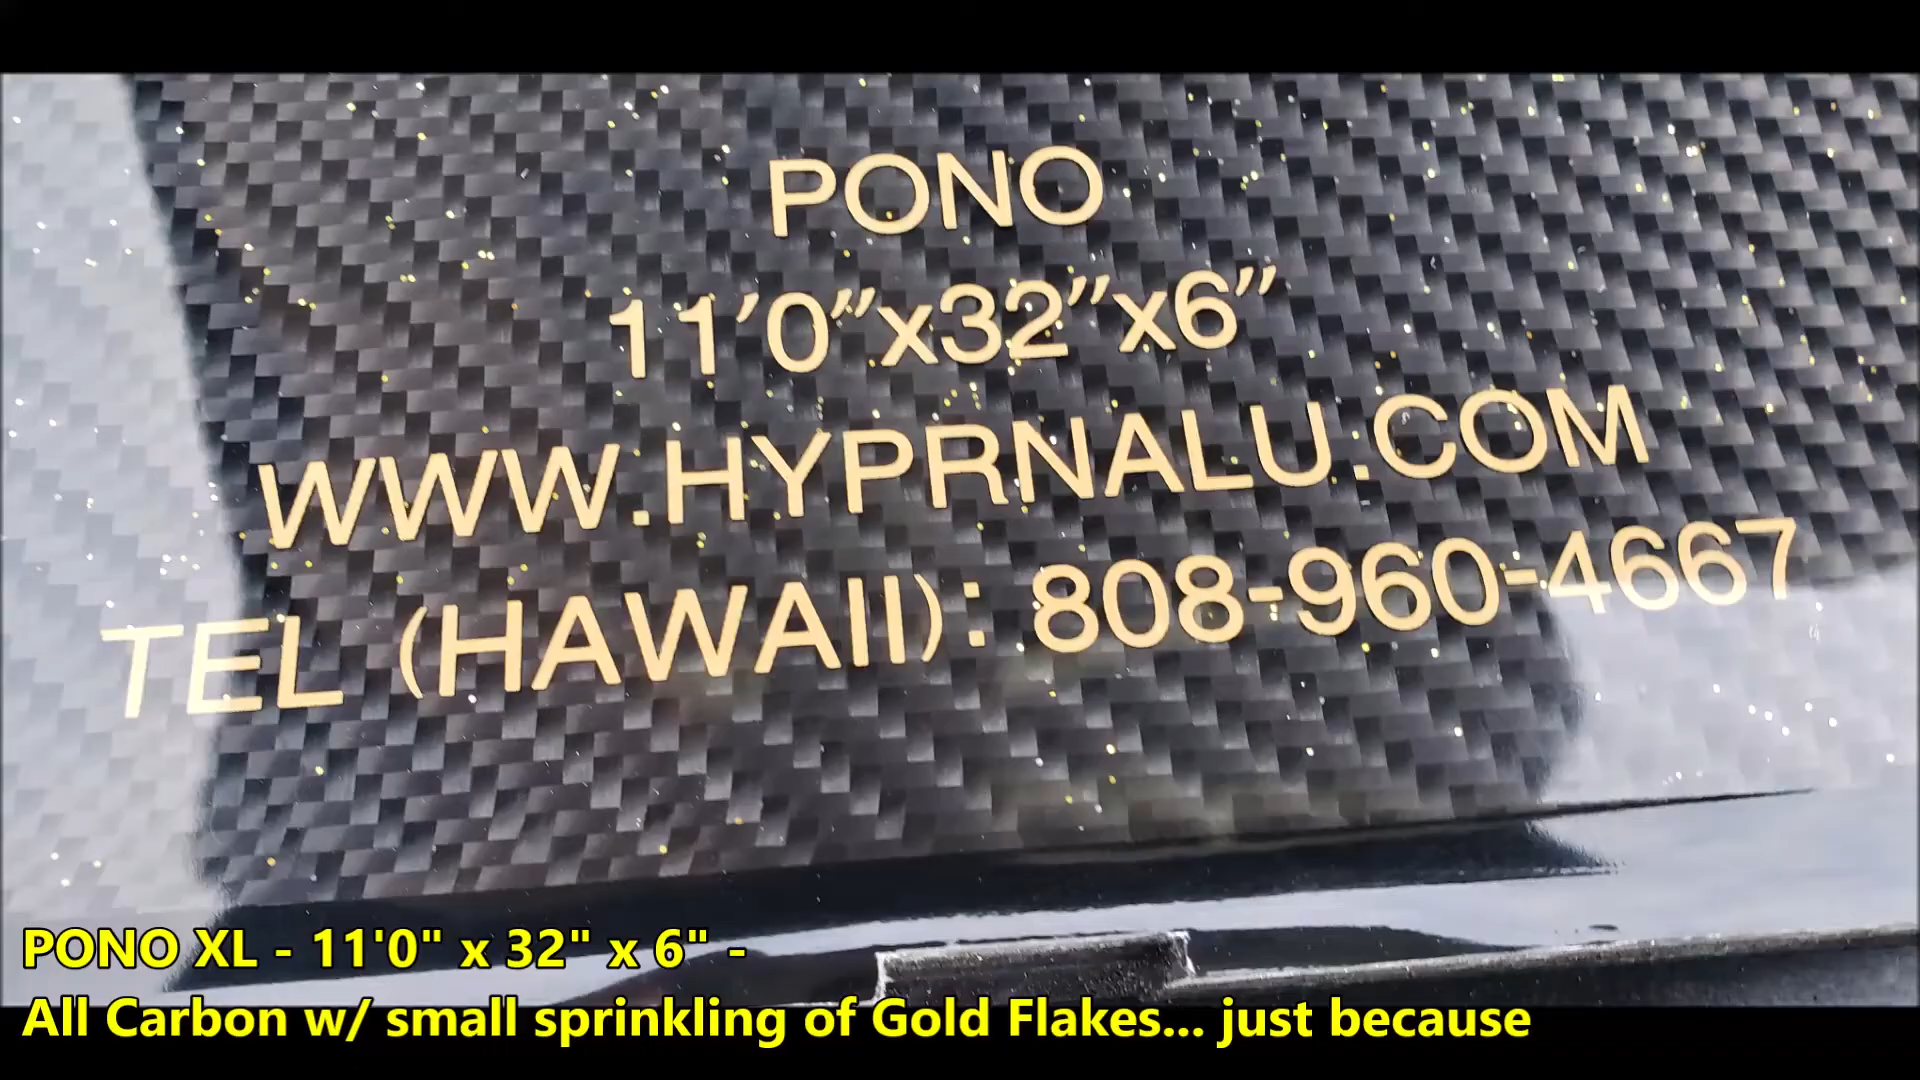 PONO
11'0"x32"x6"
WWW.HYPRNALU.COM
TEL (HAWAII): 808-960-4667
PONO XL - 11'0" x 32" x 6" -
All Carbon w/ small sprinkling of Gold Flakes... just because